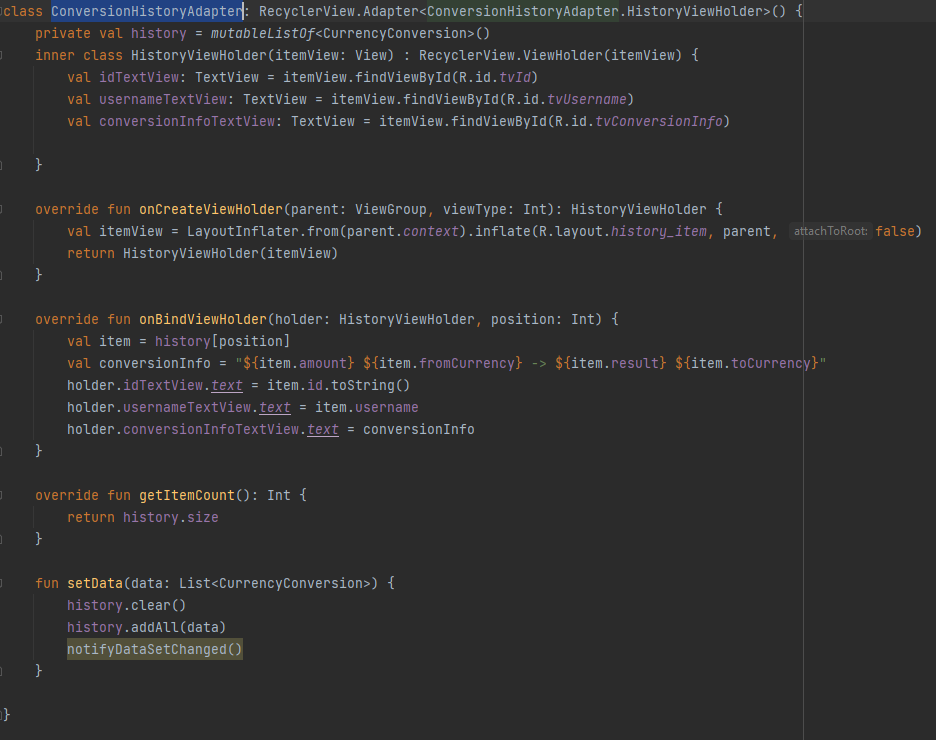 class ConversionHistoryAdapter: RecyclerView.Adapter<ConversionHistoryAdapter.HistoryViewHolder>() {
    private val history = mutableListOf<CurrencyConversion>()
    inner class HistoryViewHolder(itemView: View) : RecyclerView.ViewHolder(itemView) {
        val idTextView: TextView = itemView.findViewById(R.id.tvId)
        val usernameTextView: TextView = itemView.findViewById(R.id.tvUsername)
        val conversionInfoTextView: TextView = itemView.findViewById(R.id.tvConversionInfo)
    }
    override fun onCreateViewHolder(parent: ViewGroup, viewType: Int): HistoryViewHolder {
        val itemView = LayoutInflater.from(parent.context).inflate(R.layout.history_item, parent, attachToRoot: false)
        return HistoryViewHolder(itemView)
    }
    override fun onBindViewHolder(holder: HistoryViewHolder, position: Int) {
        val item = history[position]
        val conversionInfo = "${item.amount} ${item.fromCurrency} -> ${item.result} ${item.toCurrency}"
        holder.idTextView.text = item.id.toString()
        holder.usernameTextView.text = item.username
        holder.conversionInfoTextView.text = conversionInfo
    }
    override fun getItemCount(): Int {
        return history.size
    }
    fun setData(data: List<CurrencyConversion>) {
        history.clear()
        history.addAll(data)
        notifyDataSetChanged()
    }
}